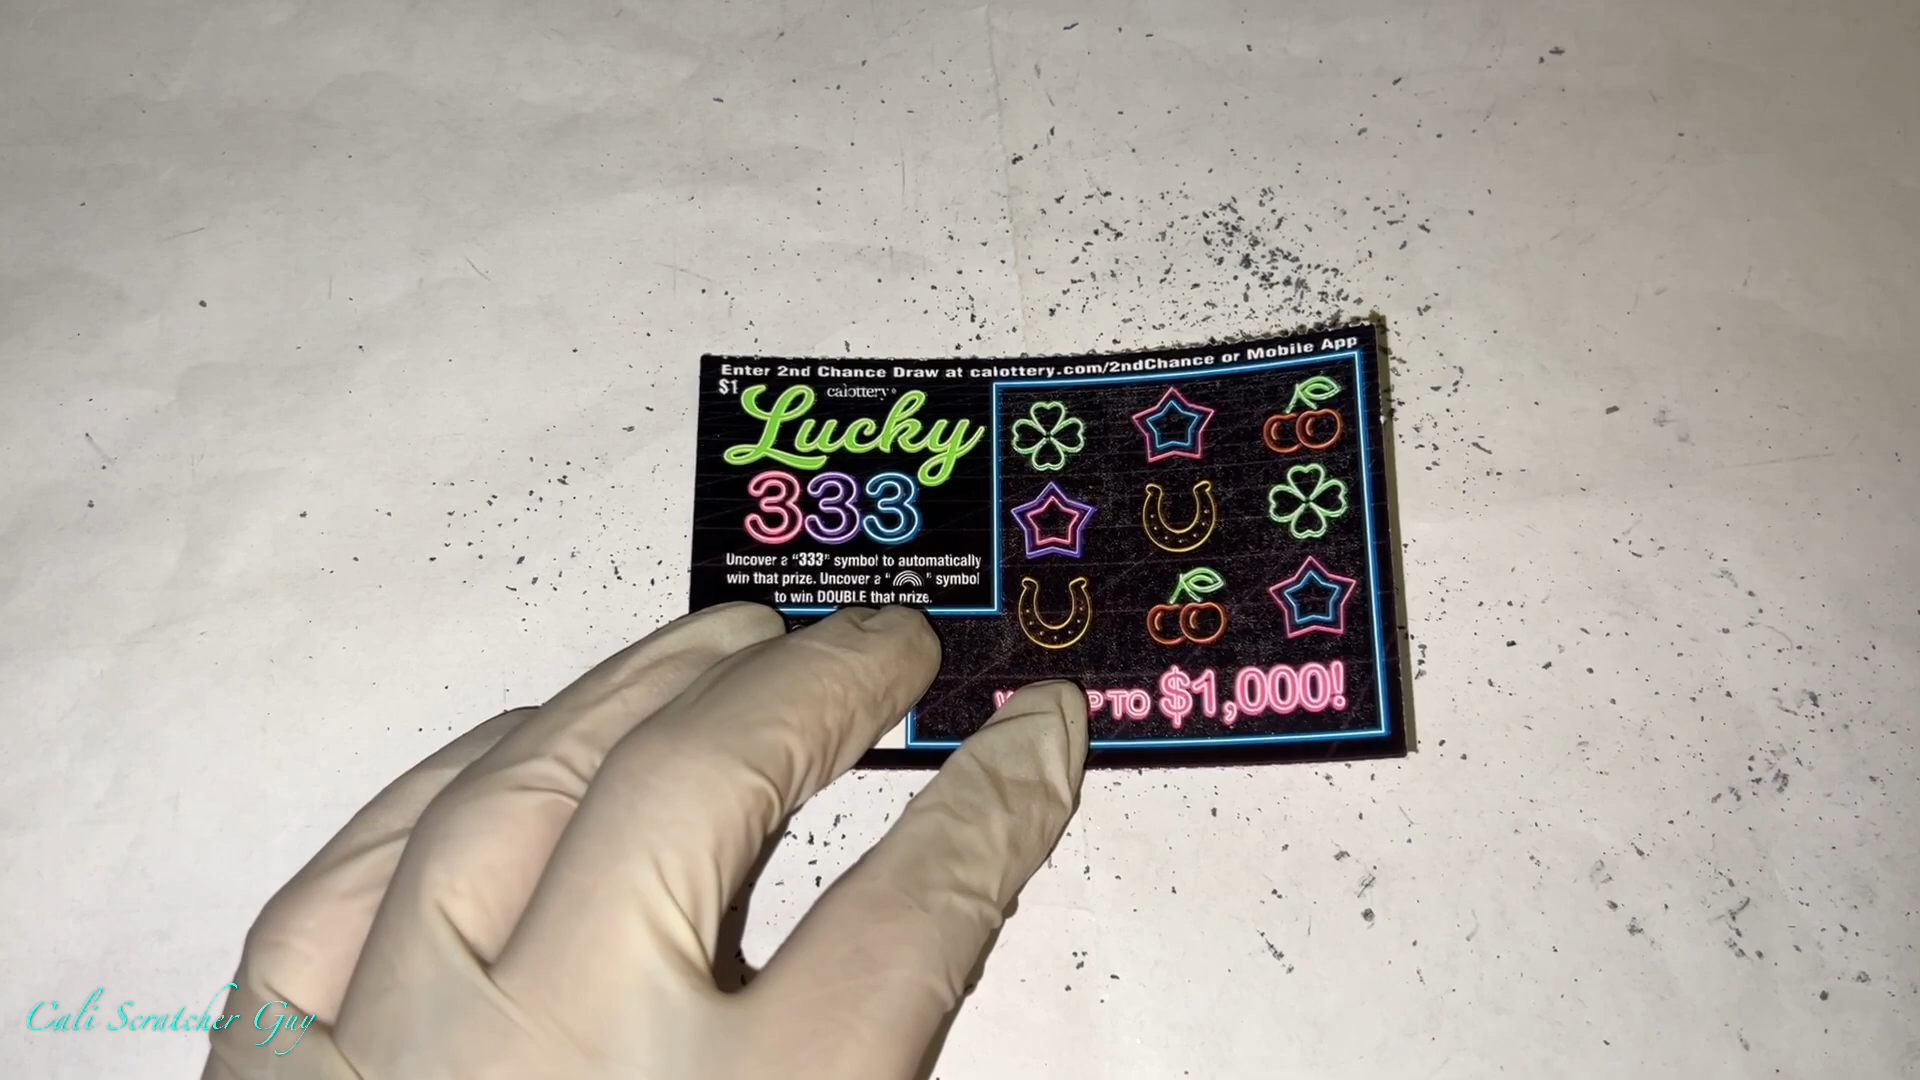 Enter 2nd Chance Draw at calottery.com/2ndChance or Mobile App
$1
calottery
Lucky
333
Uncover a "333" symbol to automatically
win that prize. Uncover a " " symbol
to win DOUBLE that prize.
TO $1,000!
Cali Scratcher Guy